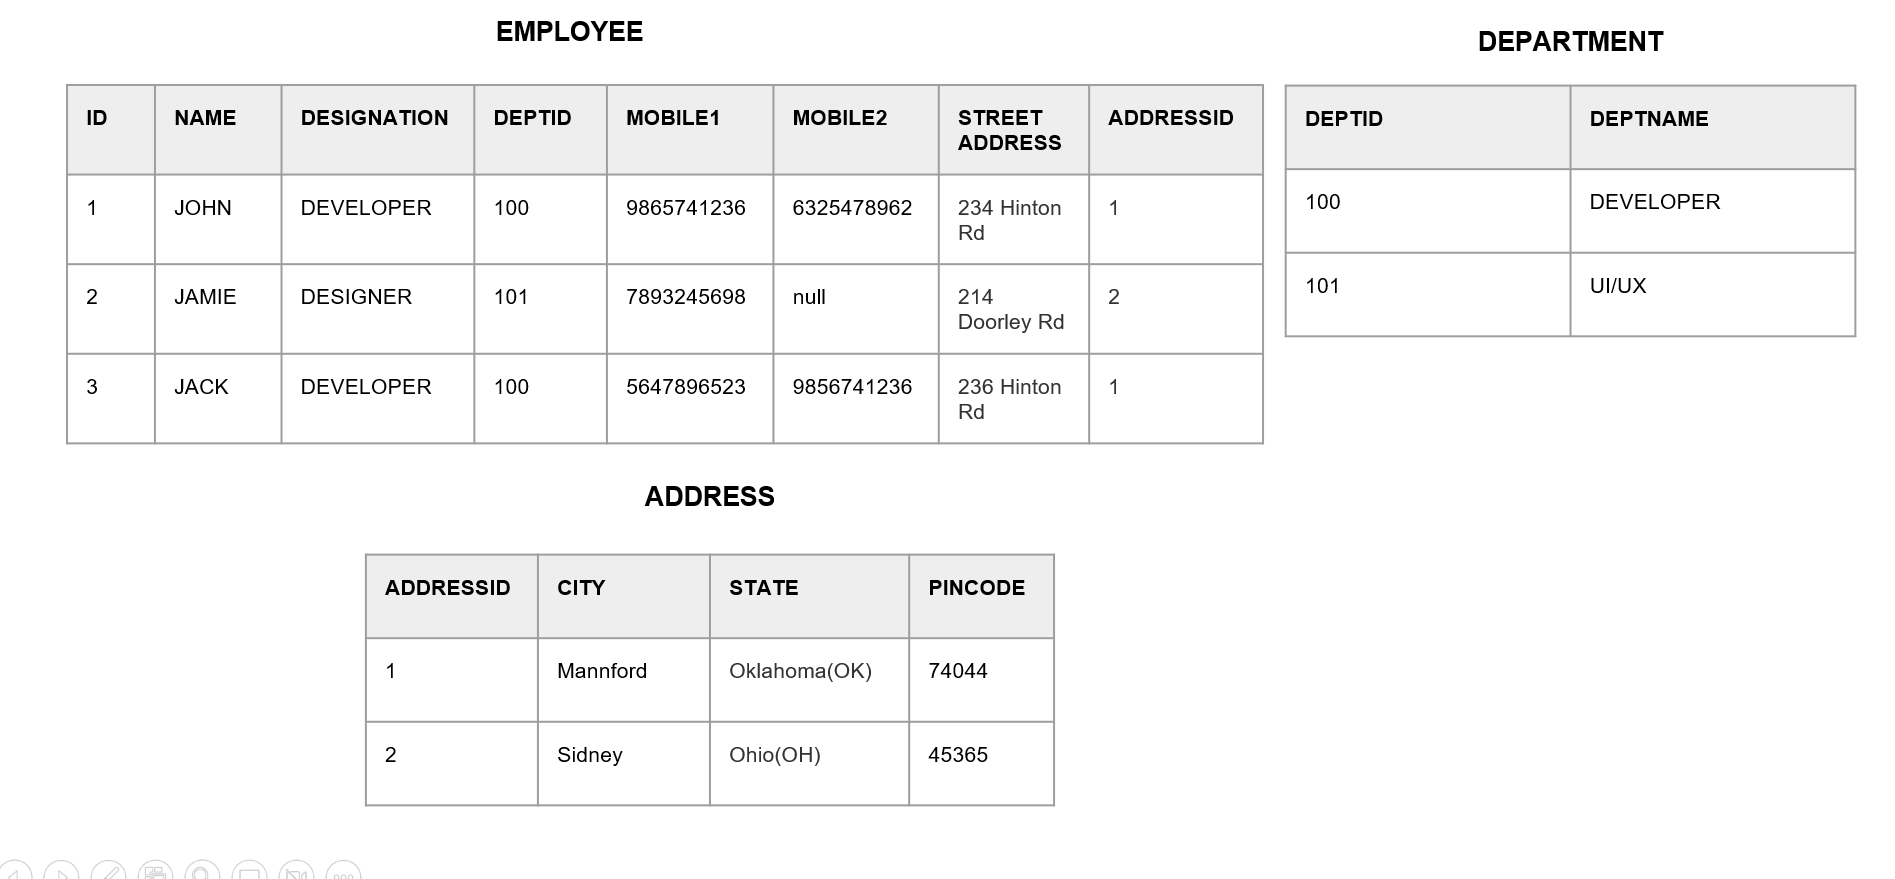 EMPLOYEE
ID NAME DESIGNATION DEPTID MOBILE1 MOBILE2 STREET ADDRESS ADDRESSID
1 JOHN DEVELOPER 100 9865741236 6325478962 234 Hinton Rd 1
2 JAMIE DESIGNER 101 7893245698 null 214 Doorley Rd 2
3 JACK DEVELOPER 100 5647896523 9856741236 236 Hinton Rd 1
DEPARTMENT
DEPTID DEPTNAME
100 DEVELOPER
101 UI/UX
ADDRESS
ADDRESSID CITY STATE PINCODE
1 Mannford Oklahoma(OK) 74044
2 Sidney Ohio(OH) 45365